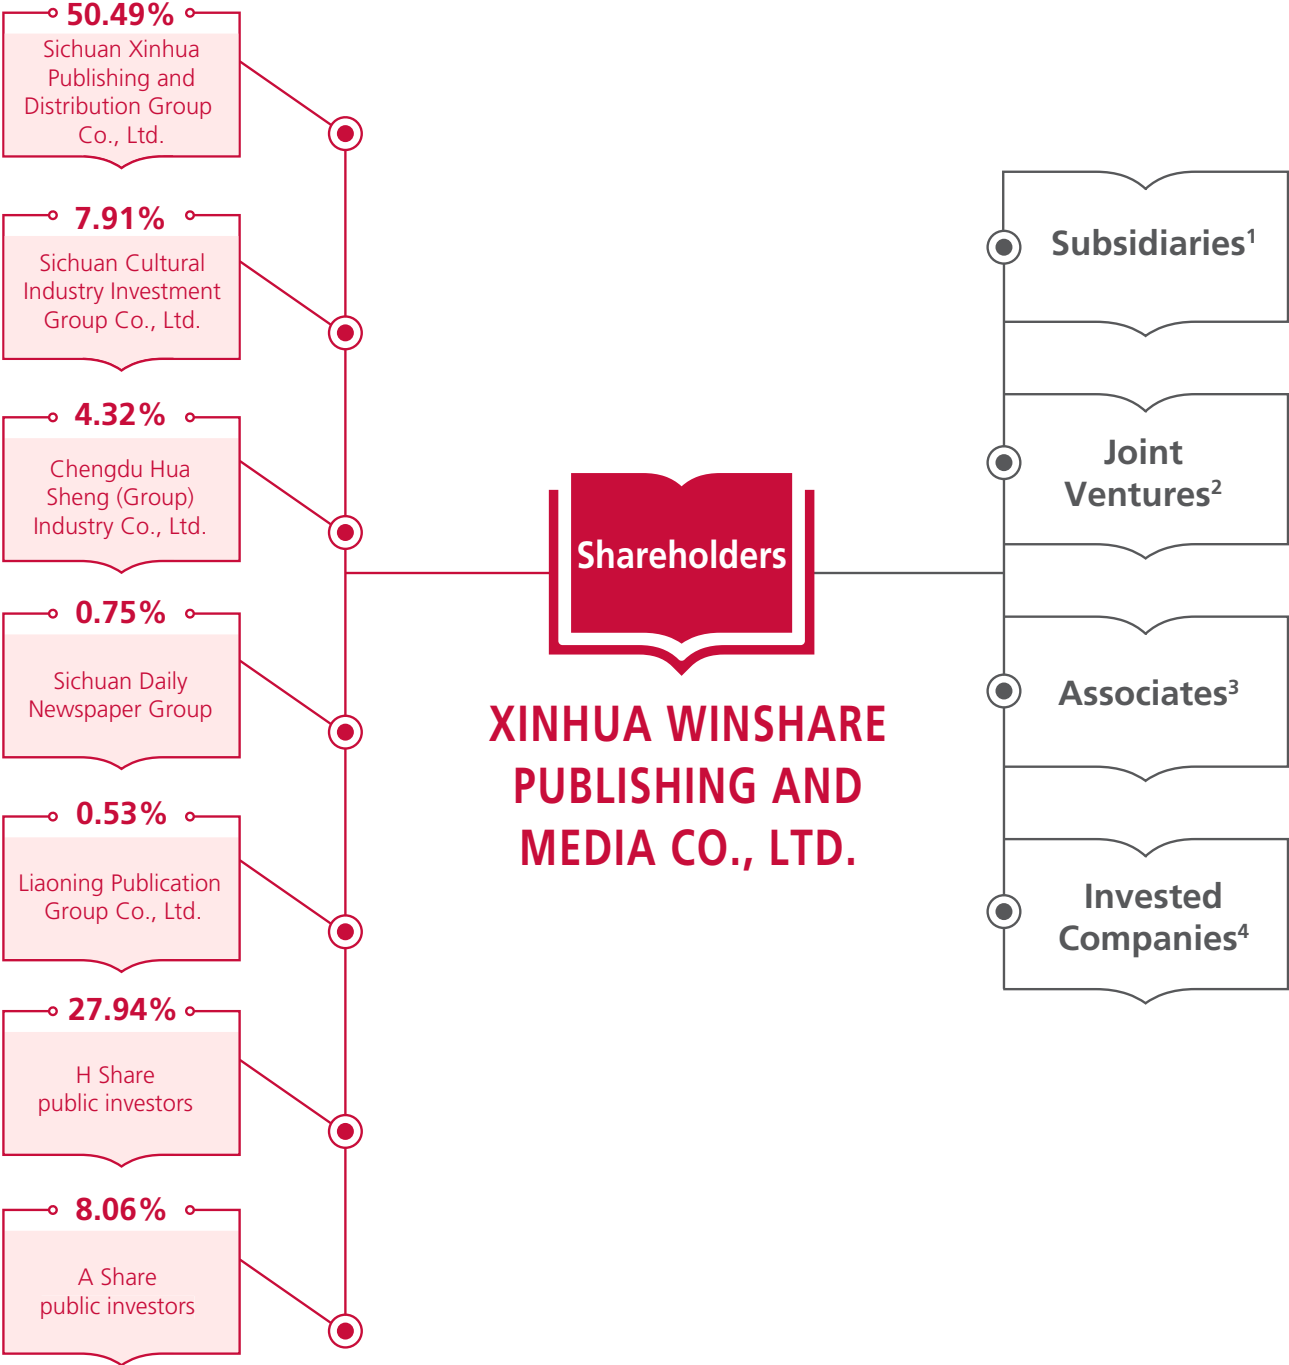 50.49%
Sichuan Xinhua
Publishing and
Distribution Group
Co., Ltd.
7.91%
Sichuan Cultural
Industry Investment
Group Co., Ltd.
4.32%
Chengdu Hua
Sheng (Group)
Industry Co., Ltd.
0.75%
Sichuan Daily
Newspaper Group
0.53%
Liaoning Publication
Group Co., Ltd.
27.94%
H Share
public investors
8.06%
A Share
public investors
Shareholders
XINHUA WINSHARE
PUBLISHING AND
MEDIA CO., LTD.
Subsidiaries¹
Joint
Ventures²
Associates³
Invested
Companies⁴